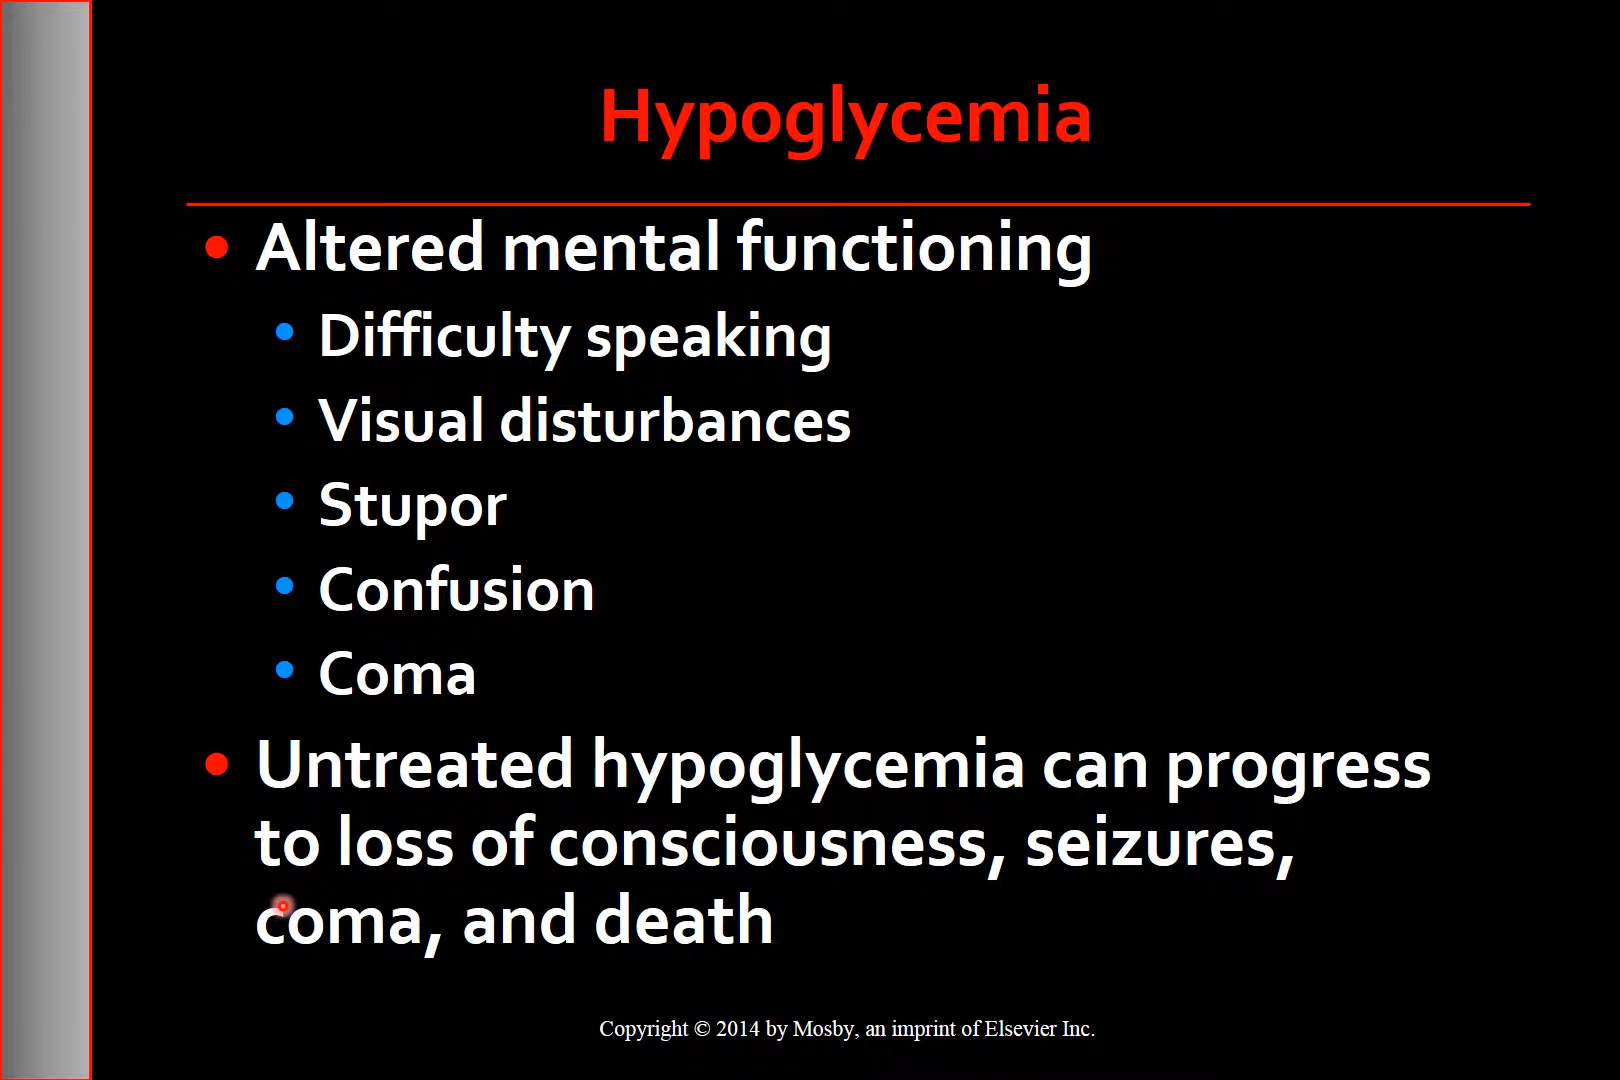 Hypoglycemia
• Altered mental functioning
• Difficulty speaking
• Visual disturbances
• Stupor
• Confusion
• Coma
• Untreated hypoglycemia can progress
to loss of consciousness, seizures,
coma, and death
Copyright © 2014 by Mosby, an imprint of Elsevier Inc.